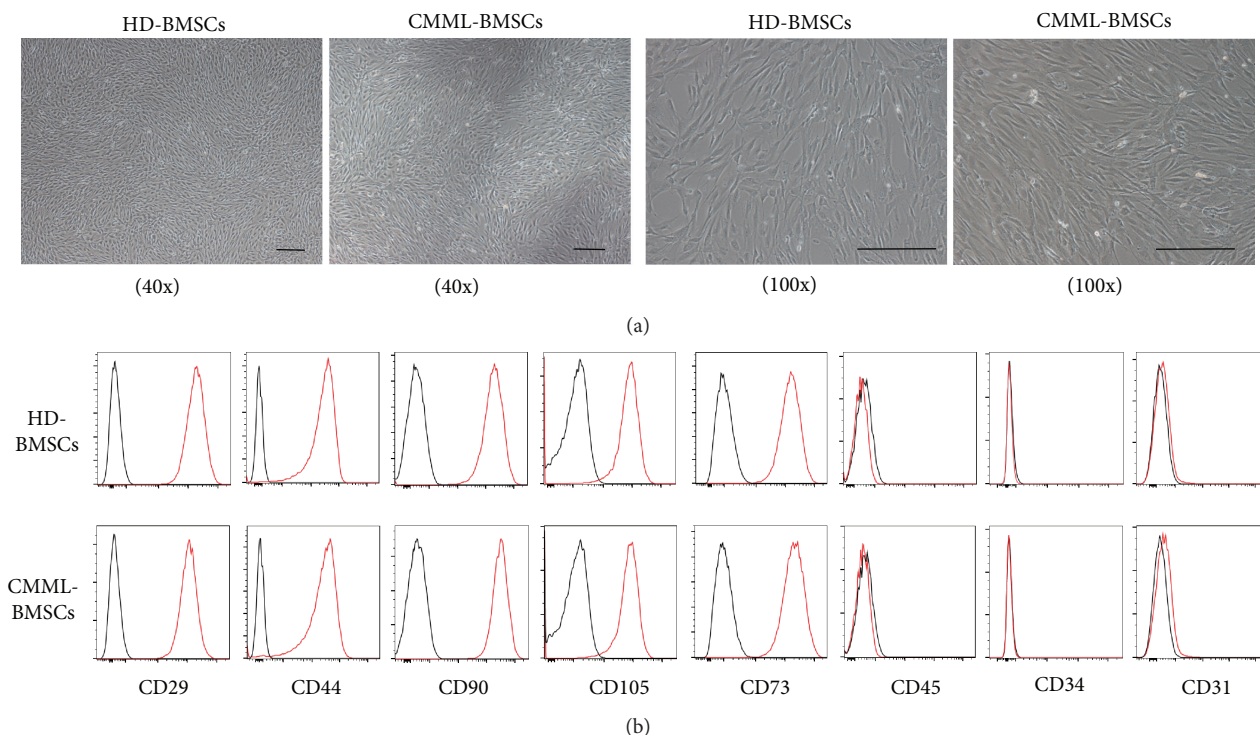 HD-BMSCs
CMML-BMSCs
HD-BMSCs
CMML-BMSCs
(40x)
(40x)
(100x)
(100x)
(a)
HD-
BMSCs
CMML-
BMSCs
CD29
CD44
CD90
CD105
CD73
CD45
CD34
CD31
(b)